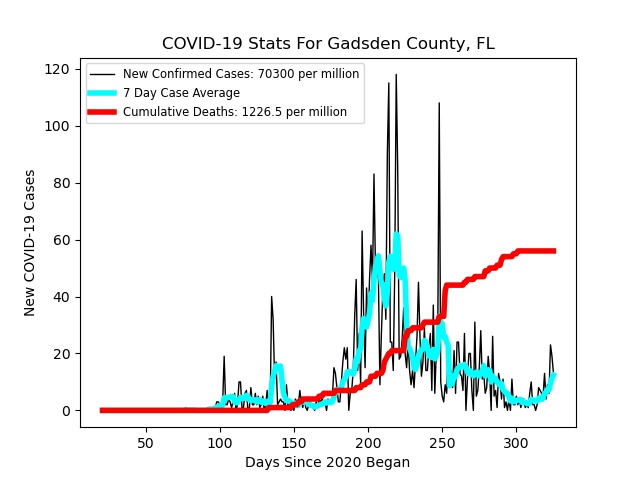 COVID-19 Stats For Gadsden County, FL
New Confirmed Cases: 70300 per million
7 Day Case Average
Cumulative Deaths: 1226.5 per million
New COVID-19 Cases
120
100
80
60
40
20
0
50 100 150 200 250 300
Days Since 2020 Began